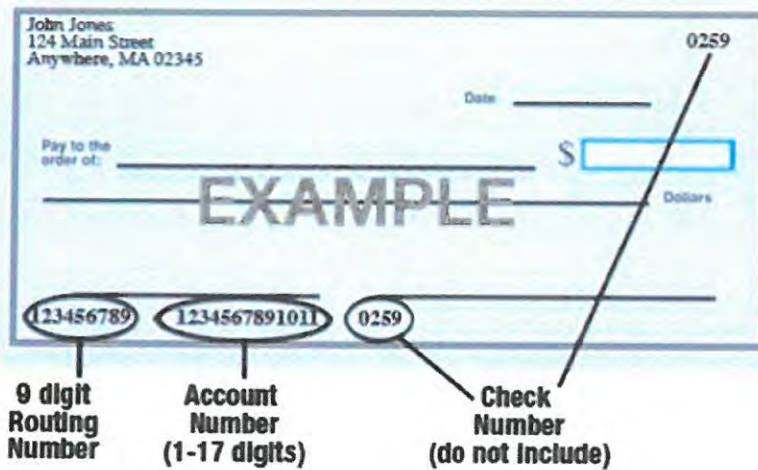 John Jones
124 Main Street
Anywhere, MA 02345
0259
Date
Pay to the
order of:
$
EXAMPLE
Dollars
123456789
1234567891011
0259
9 digit
Routing
Number
Account
Number
(1-17 digits)
Check
Number
(do not include)